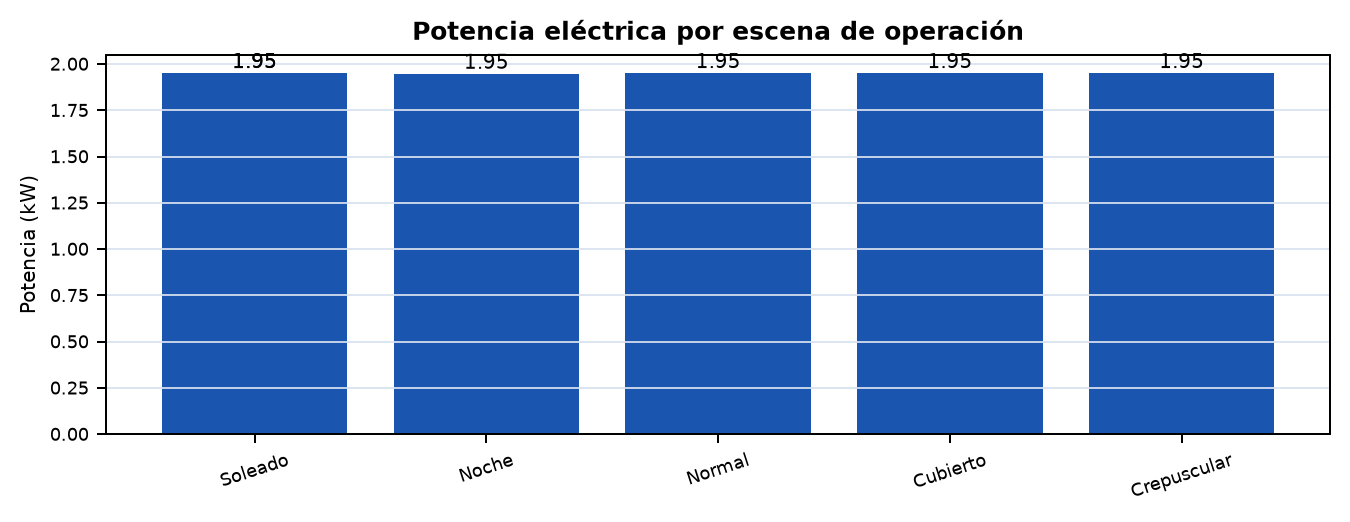 Potencia eléctrica por escena de operación
1.95 1.95 1.95 1.95 1.95
2.00
1.75
1.50
1.25
1.00
0.75
0.50
0.25
0.00
Potencia (kW)
Soleado Noche Normal Cubierto Crepuscular